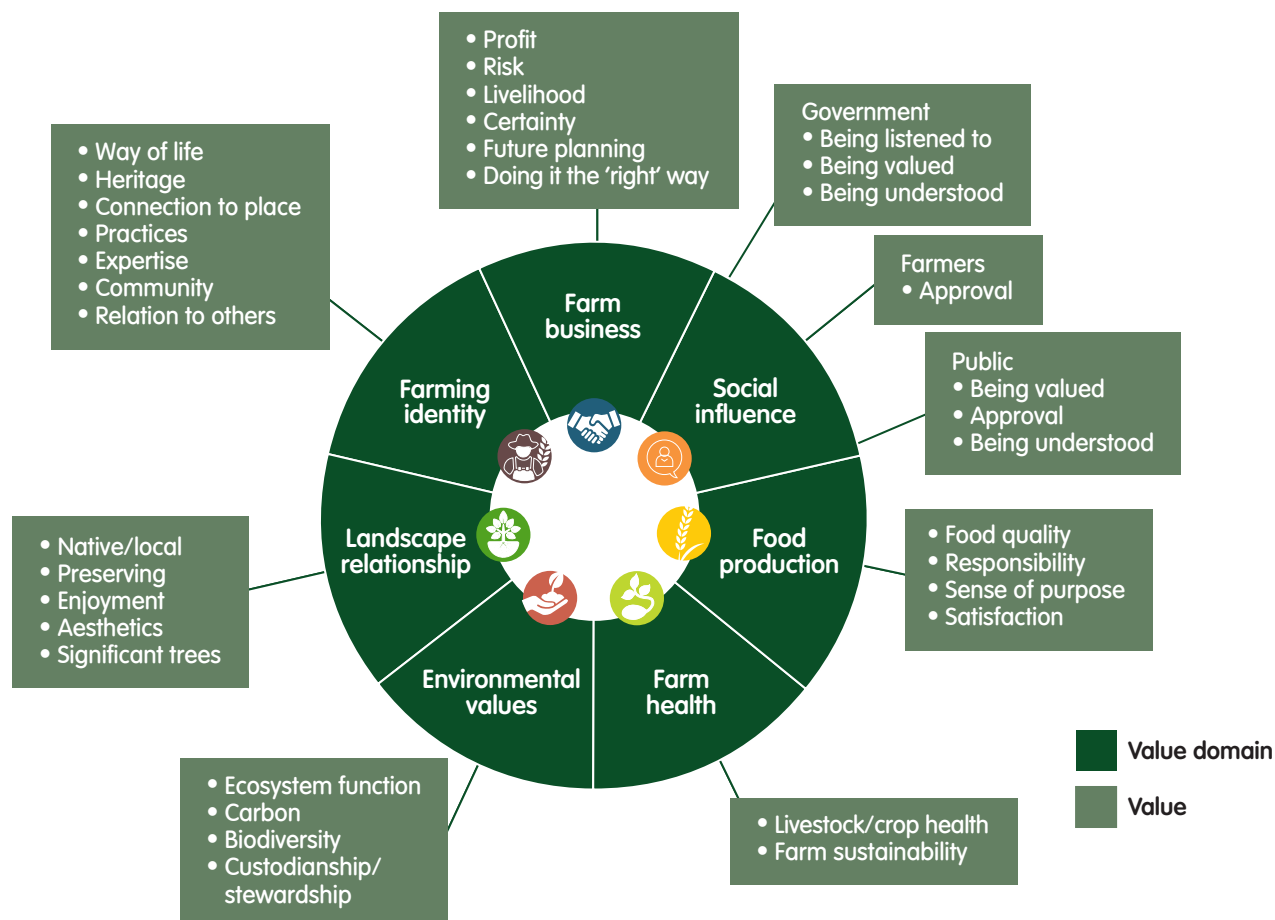 • Profit
• Risk
• Livelihood
• Certainty
• Future planning
• Doing it the ‘right’ way
Government
• Being listened to
• Being valued
• Being understood
Farmers
• Approval
Public
• Being valued
• Approval
• Being understood
• Food quality
• Responsibility
• Sense of purpose
• Satisfaction
• Livestock/crop health
• Farm sustainability
• Ecosystem function
• Carbon
• Biodiversity
• Custodianship/
stewardship
• Native/local
• Preserving
• Enjoyment
• Aesthetics
• Significant trees
• Way of life
• Heritage
• Connection to place
• Practices
• Expertise
• Community
• Relation to others
Farm
business
Social
influence
Food
production
Farm
health
Environmental
values
Landscape
relationship
Farming
identity
Value domain
Value